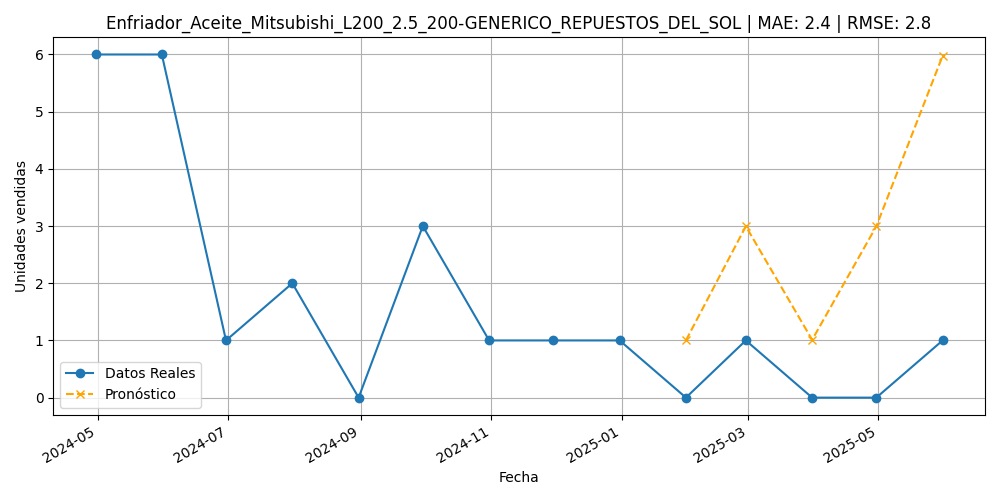 Enfriador_Aceite_Mitsubishi_L200_2.5_200-GENERICO_REPUESTOS_DEL_SOL | MAE: 2.4 | RMSE: 2.8
Unidades vendidas
6
5
4
3
2
1
0
Datos Reales
Pronóstico
2024-05
2024-07
2024-09
2024-11
2025-01
2025-03
2025-05
Fecha